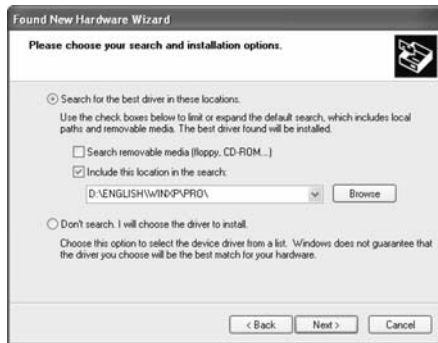 Found New Hardware Wizard
Please choose your search and installation options.
Search for the best driver in these locations.
Use the check boxes below to limit or expand the default search, which includes local
paths and removable media. The best driver found will be installed.
Search removable media (floppy, CD-ROM...)
Include this location in the search:
D:\ENGLISH\WINXP\PRO\
Browse
Don't search. I will choose the driver to install.
Choose this option to select the device driver from a list. Windows does not guarantee that
the driver you choose will be the best match for your hardware.
< Back
Next >
Cancel